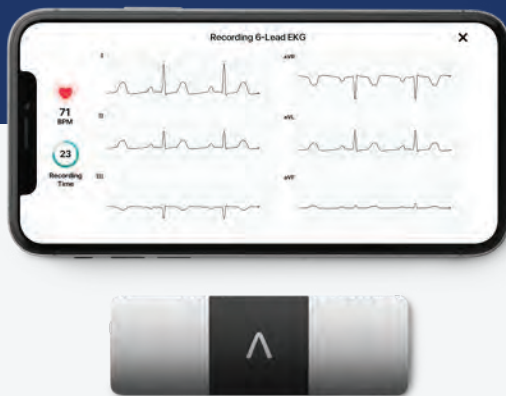 Recording 6-Lead EKG
I
aVR
71
BPM
II
aVL
23
Recording
Time
III
aVF